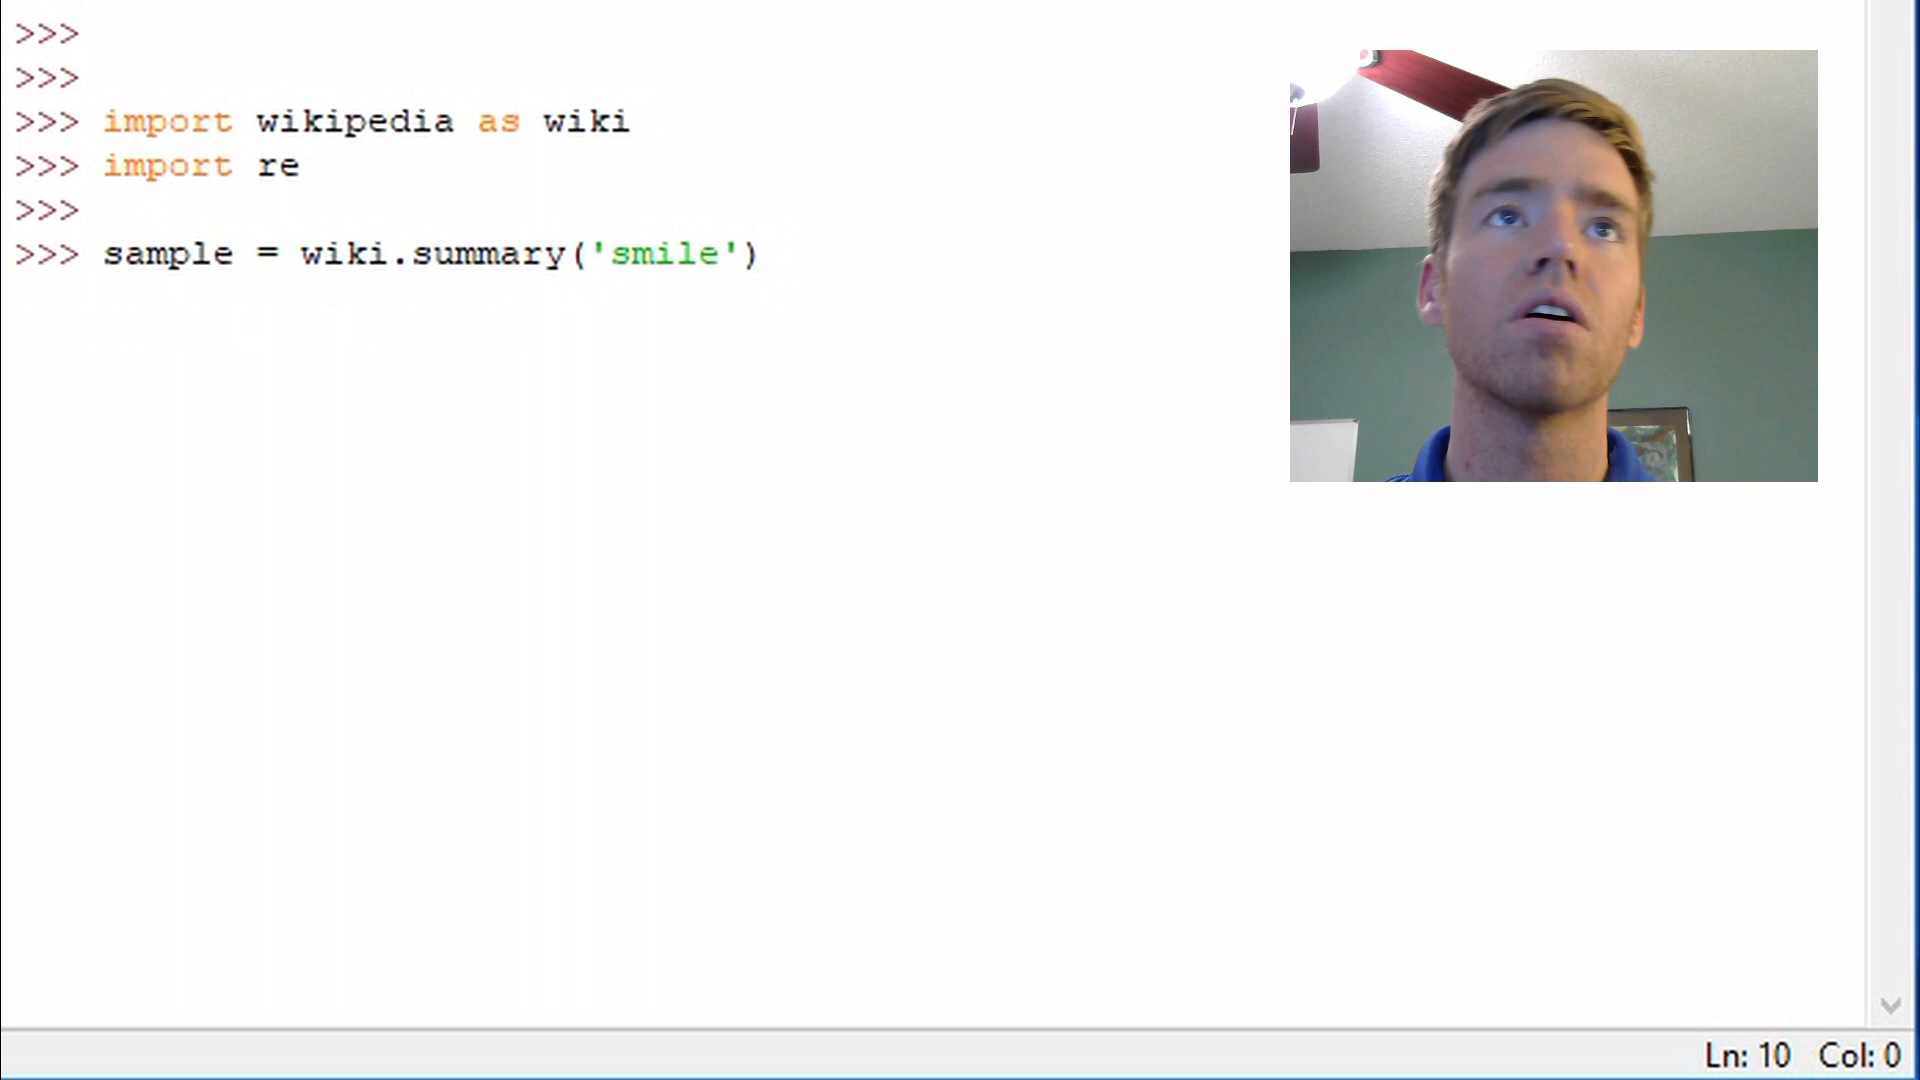 >>>
>>>
>>> import wikipedia as wiki
>>> import re
>>>
>>> sample = wiki.summary('smile')
Ln: 10 Col: 0